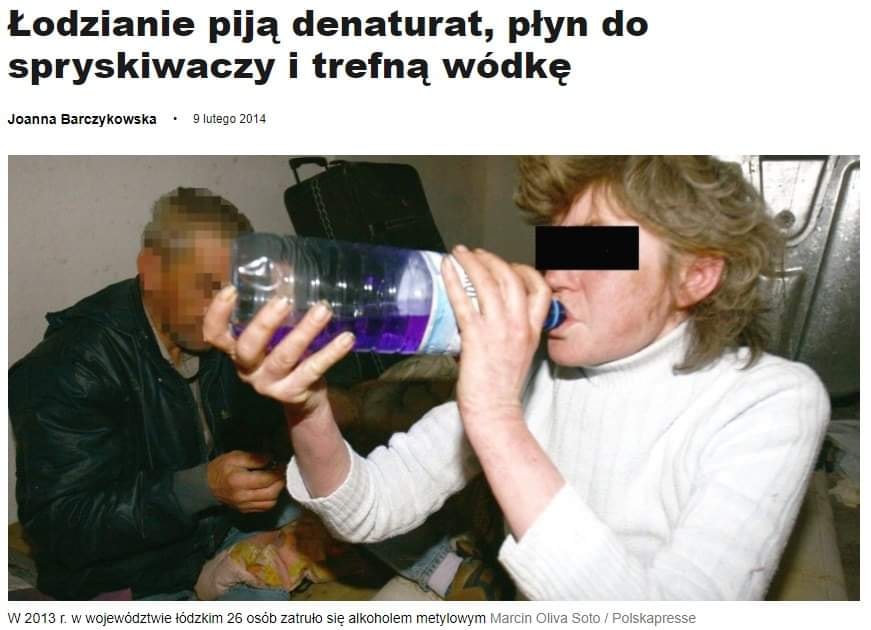 Łodzianie piją denaturat, płyn do
spryskiwaczy i trefną wódkę
Joanna Barczykowska • 9 lutego 2014
W 2013 r. w województwie łódzkim 26 osób zatruło się alkoholem metylowym Marcin Oliva Soto / Polskapresse